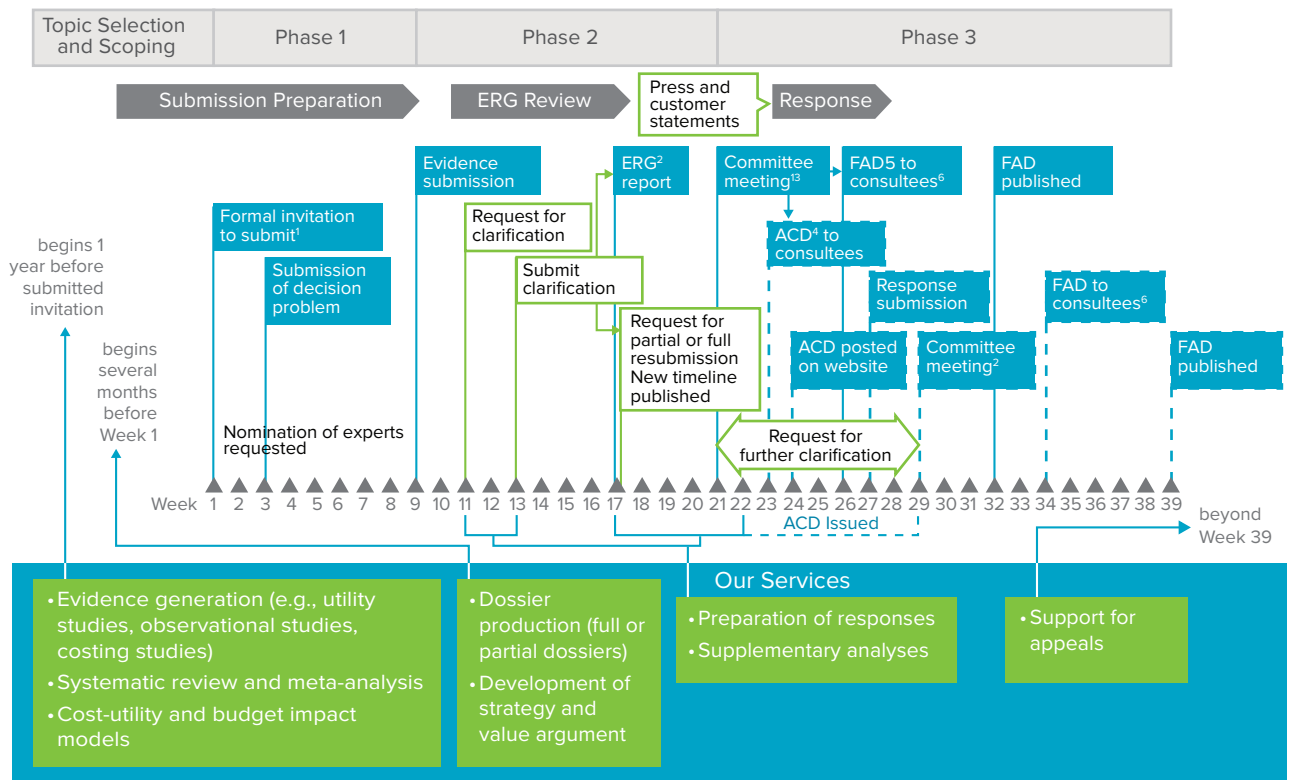 Topic Selection
and Scoping
Phase 1
Phase 2
Phase 3
Submission Preparation
ERG Review
Press and
customer
statements
Response
Evidence
submission
ERG2
report
Committee
meeting13
FAD5 to
consultees6
FAD
published
Formal invitation
to submit1
Request for
clarification
ACD4 to
consultees
begins 1
year before
submitted
invitation
Submission
of decision
problem
Submit
clarification
Response
submission
FAD to
consultees6
Request for
partial or full
resubmission
New timeline
published
ACD posted
on website
Committee
meeting2
FAD
published
begins
several
months
before
Week 1
Nomination of experts
requested
Request for
further clarification
Week 1 2 3 4 5 6 7 8 9 10 11 12 13 14 15 16 17 18 19 20 21 22 23 24 25 26 27 28 29 30 31 32 33 34 35 36 37 38 39
ACD Issued
beyond
Week 39
Our Services
• Evidence generation (e.g., utility
studies, observational studies,
costing studies)
• Systematic review and meta-analysis
• Cost-utility and budget impact
models
• Dossier
production (full or
partial dossiers)
• Development of
strategy and
value argument
• Preparation of responses
• Supplementary analyses
• Support for
appeals